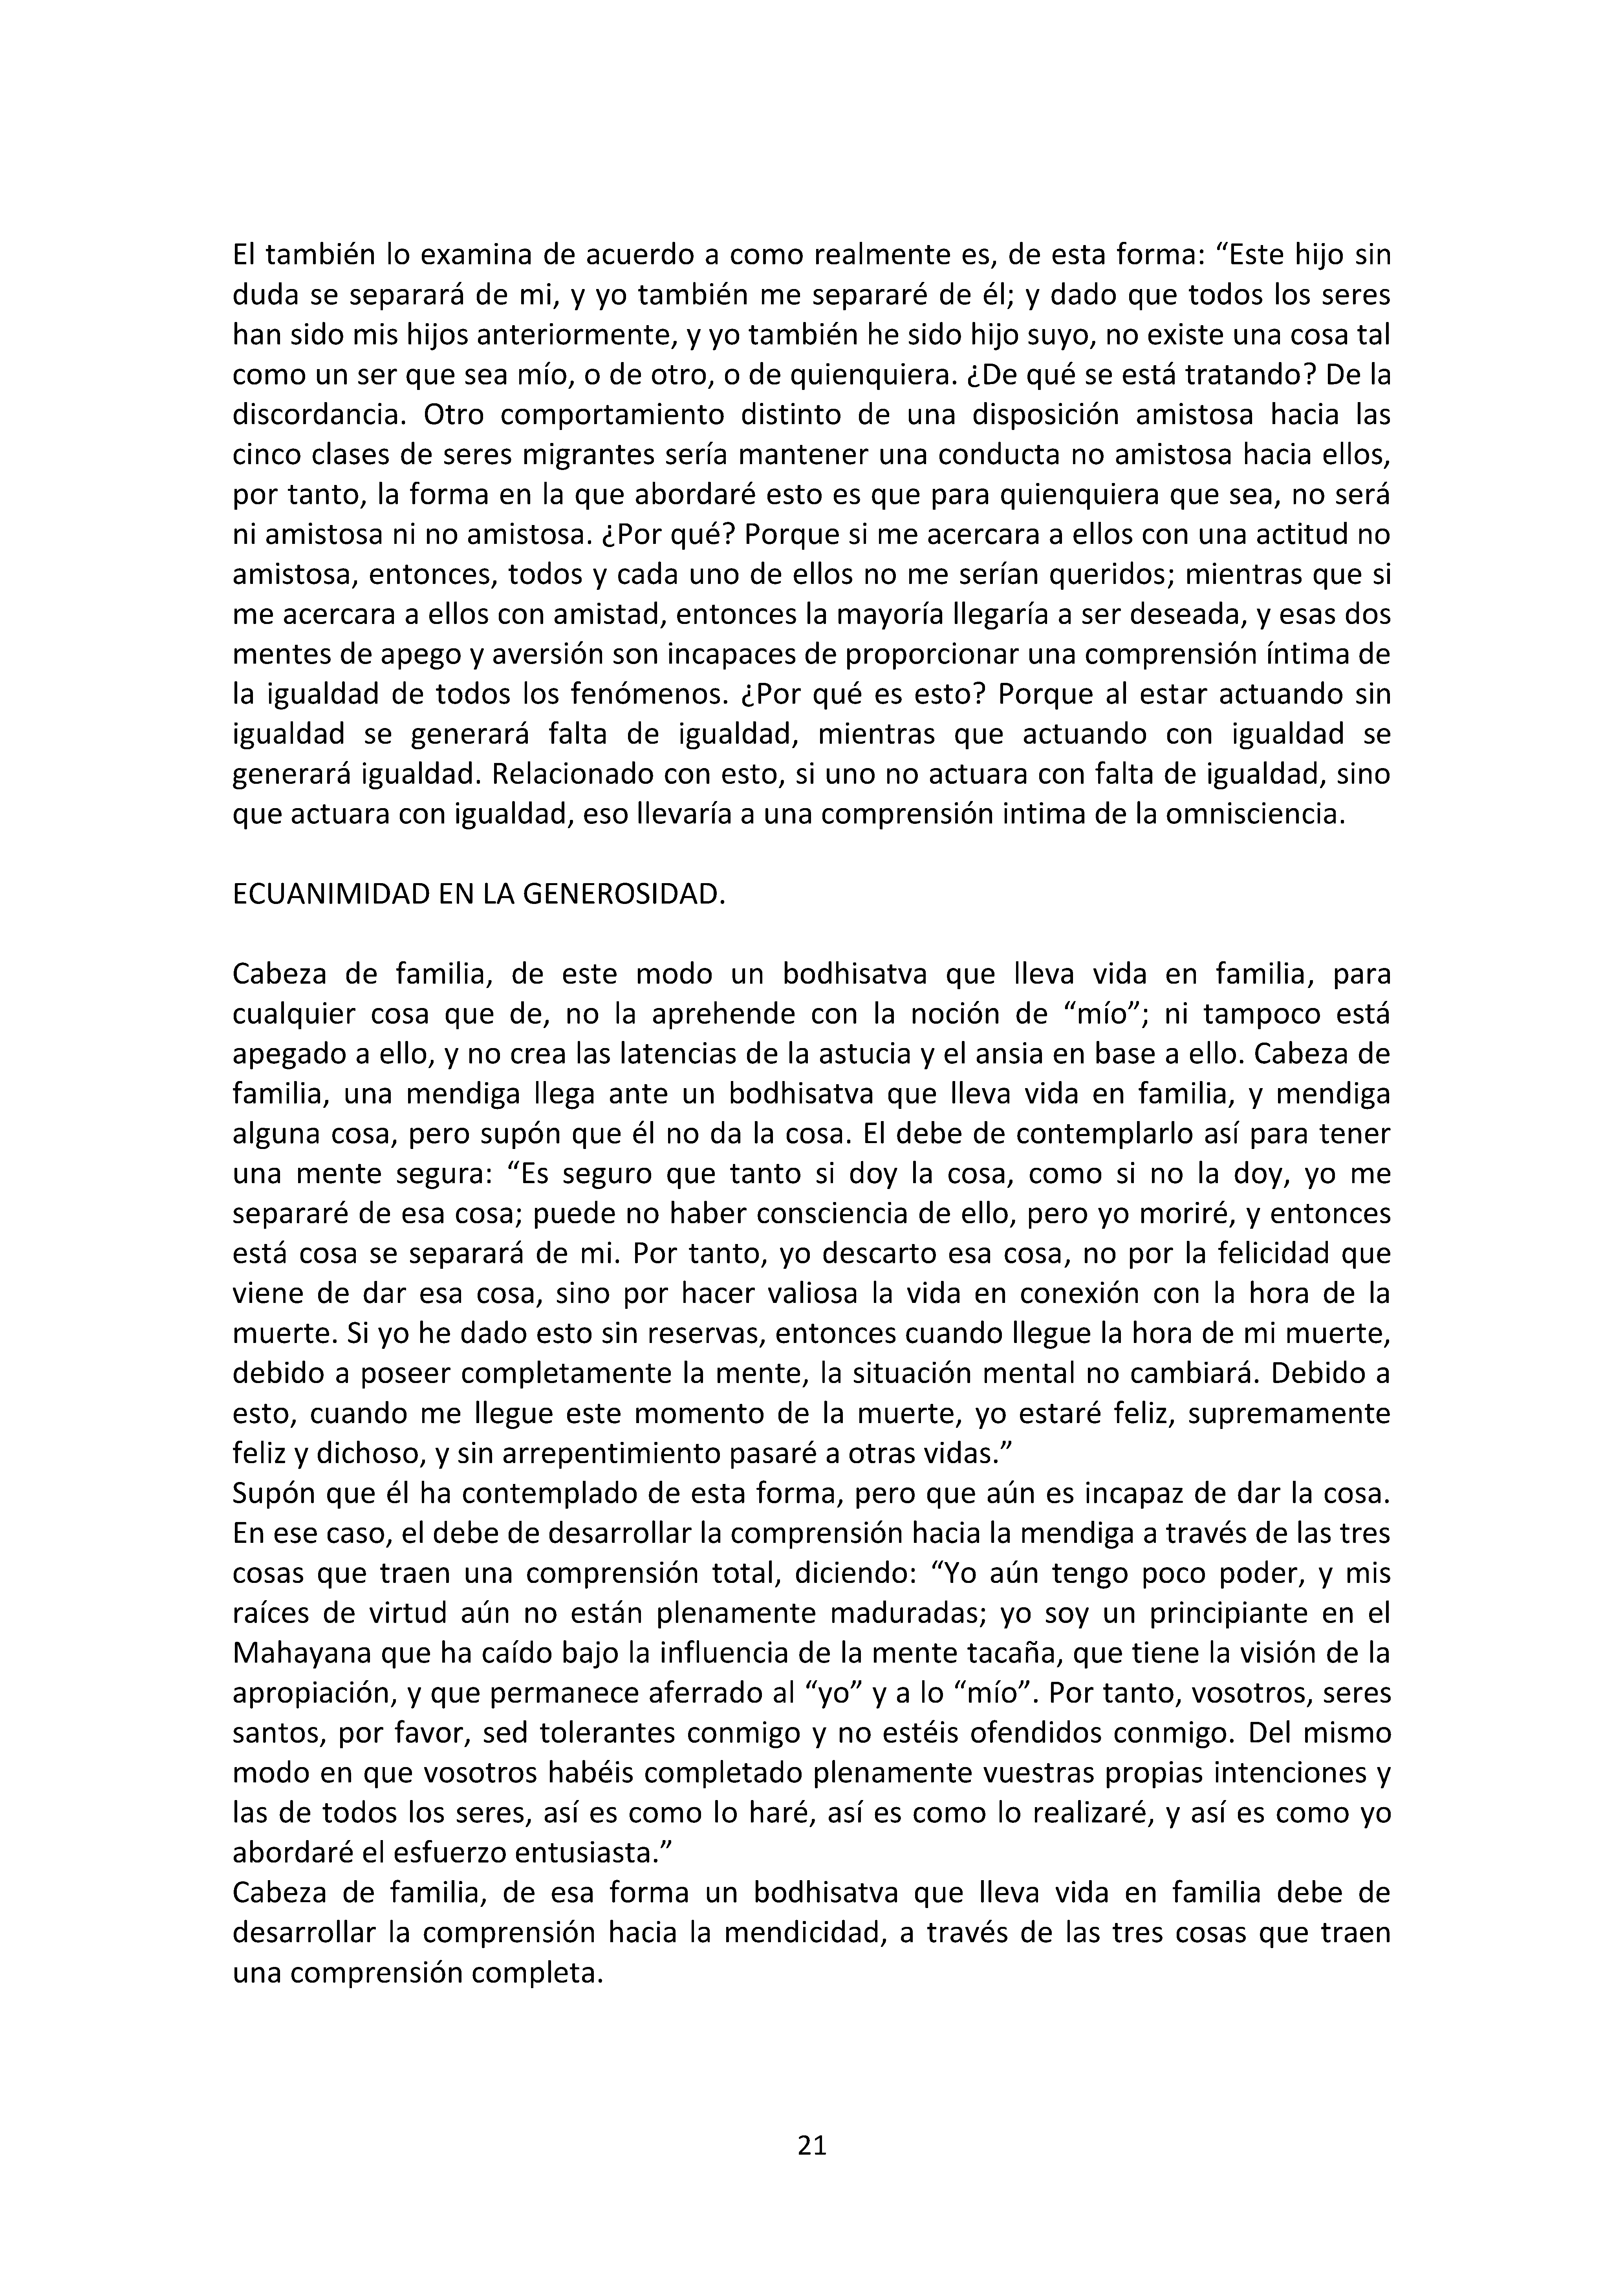 El también lo examina de acuerdo a como realmente es, de esta forma: “Este hijo sin
duda se separará de mi, y yo también me separaré de él; y dado que todos los seres
han sido mis hijos anteriormente, y yo también he sido hijo suyo, no existe una cosa tal
como un ser que sea mío, o de otro, o de quienquiera. ¿De qué se está tratando? De la
discordancia. Otro comportamiento distinto de una disposición amistosa hacia las
cinco clases de seres migrantes sería mantener una conducta no amistosa hacia ellos,
por tanto, la forma en la que abordaré esto es que para quienquiera que sea, no será
ni amistosa ni no amistosa. ¿Por qué? Porque si me acercara a ellos con una actitud no
amistosa, entonces, todos y cada uno de ellos no me serían queridos; mientras que si
me acercara a ellos con amistad, entonces la mayoría llegaría a ser deseada, y esas dos
mentes de apego y aversión son incapaces de proporcionar una comprensión íntima de
la igualdad de todos los fenómenos. ¿Por qué es esto? Porque al estar actuando sin
igualdad se generará falta de igualdad, mientras que actuando con igualdad se
generará igualdad. Relacionado con esto, si uno no actuara con falta de igualdad, sino
que actuara con igualdad, eso llevaría a una comprensión intima de la omnisciencia.
ECUANIMIDAD EN LA GENEROSIDAD.
Cabeza de familia, de este modo un bodhisatva que lleva vida en familia, para
cualquier cosa que de, no la aprehende con la noción de “mío”; ni tampoco está
apegado a ello, y no crea las latencias de la astucia y el ansia en base a ello. Cabeza de
familia, una mendiga llega ante un bodhisatva que lleva vida en familia, y mendiga
alguna cosa, pero supón que él no da la cosa. El debe de contemplarlo así para tener
una mente segura: “Es seguro que tanto si doy la cosa, como si no la doy, yo me
separaré de esa cosa; puede no haber consciencia de ello, pero yo moriré, y entonces
está cosa se separará de mi. Por tanto, yo descarto esa cosa, no por la felicidad que
viene de dar esa cosa, sino por hacer valiosa la vida en conexión con la hora de la
muerte. Si yo he dado esto sin reservas, entonces cuando llegue la hora de mi muerte,
debido a poseer completamente la mente, la situación mental no cambiará. Debido a
esto, cuando me llegue este momento de la muerte, yo estaré feliz, supremamente
feliz y dichoso, y sin arrepentimiento pasaré a otras vidas.”
Supón que él ha contemplado de esta forma, pero que aún es incapaz de dar la cosa.
En ese caso, el debe de desarrollar la comprensión hacia la mendiga a través de las tres
cosas que traen una comprensión total, diciendo: “Yo aún tengo poco poder, y mis
raíces de virtud aún no están plenamente maduradas; yo soy un principiante en el
Mahayana que ha caído bajo la influencia de la mente tacaña, que tiene la visión de la
apropiación, y que permanece aferrado al “yo” y a lo “mío”. Por tanto, vosotros, seres
santos, por favor, sed tolerantes conmigo y no estéis ofendidos conmigo. Del mismo
modo en que vosotros habéis completado plenamente vuestras propias intenciones y
las de todos los seres, así es como lo haré, así es como lo realizaré, y así es como yo
abordaré el esfuerzo entusiasta.”
Cabeza de familia, de esa forma un bodhisatva que lleva vida en familia debe de
desarrollar la comprensión hacia la mendicidad, a través de las tres cosas que traen
una comprensión completa.
21